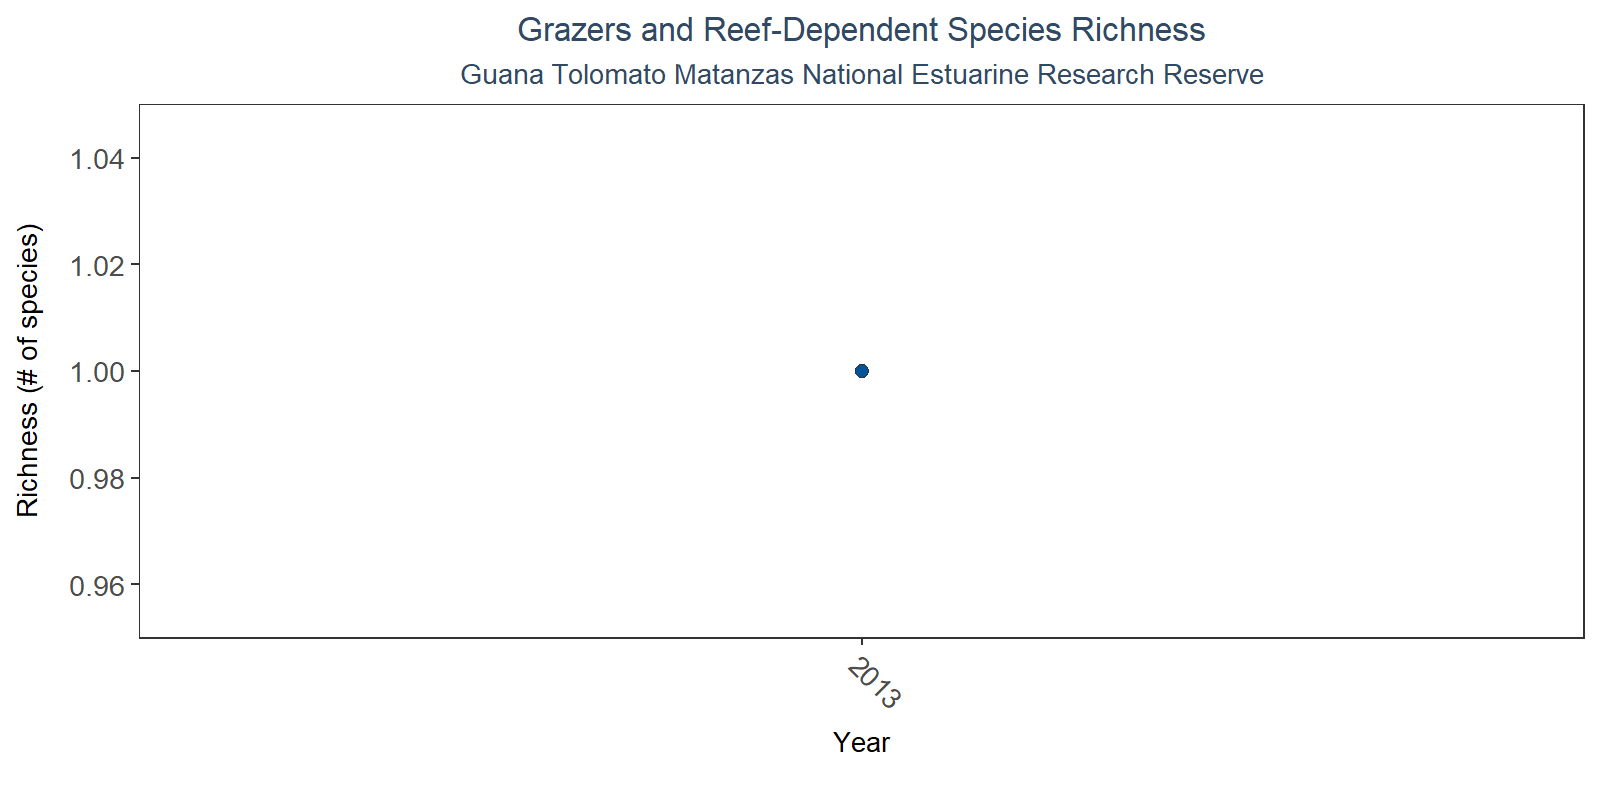 Grazers and Reef-Dependent Species Richness
Guana Tolomato Matanzas National Estuarine Research Reserve
Richness (# of species)
1.04
1.02
1.00
0.98
0.96
2013
Year